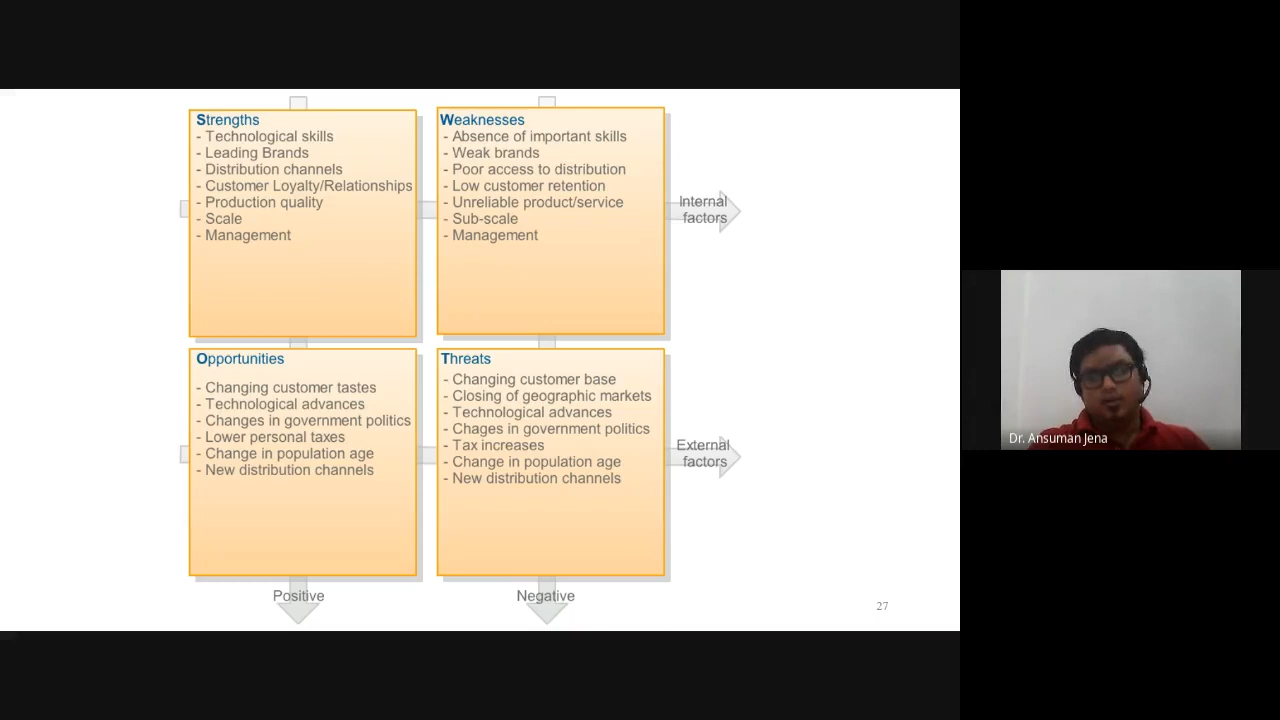 Strengths
- Technological skills
- Leading Brands
- Distribution channels
- Customer Loyalty/Relationships
- Production quality
- Scale
- Management
Weaknesses
- Absence of important skills
- Weak brands
- Poor access to distribution
- Low customer retention
- Unreliable product/service
- Sub-scale
- Management
Internal
factors
Opportunities
- Changing customer tastes
- Technological advances
- Changes in government politics
- Lower personal taxes
- Change in population age
- New distribution channels
Threats
- Changing customer base
- Closing of geographic markets
- Technological advances
- Chages in government politics
- Tax increases
- Change in population age
- New distribution channels
External
factors
Positive
Negative
27
Dr. Ansuman Jena